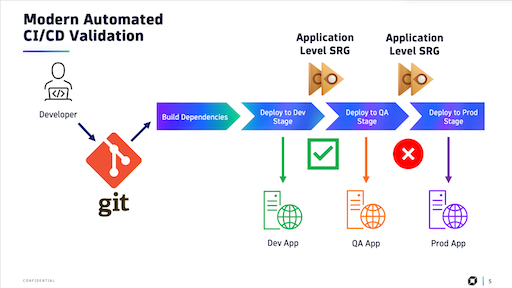 Modern Automated
CI/CD Validation
Application
Level SRG
Application
Level SRG
</>
Developer
git
Build Dependencies
Deploy to Dev
Stage
Deploy to QA
Stage
Deploy to Prod
Stage
Dev App
QA App
Prod App
CONFIDENTIAL
5